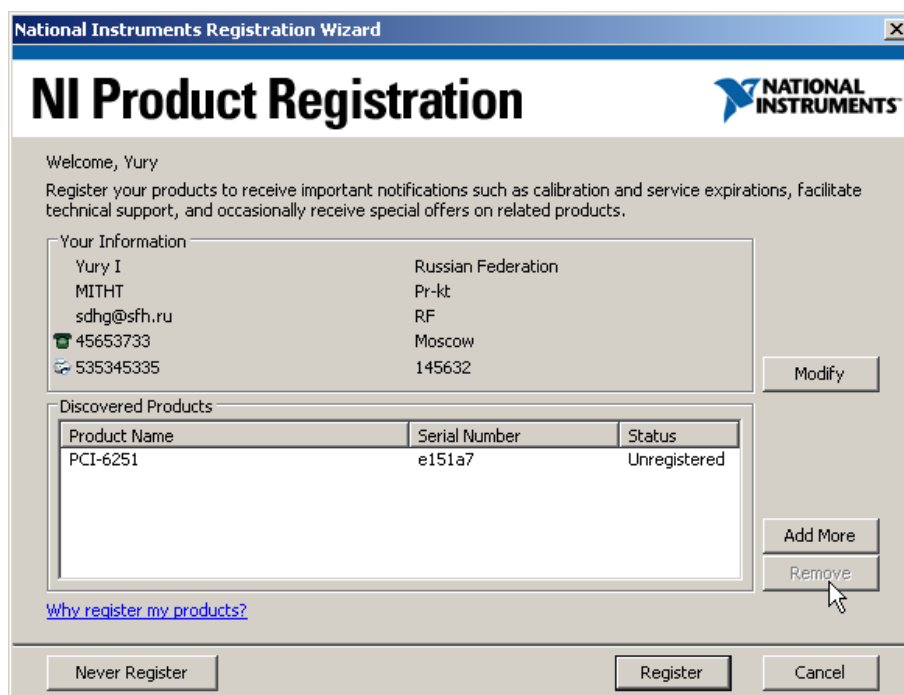 National Instruments Registration Wizard
NI Product Registration
NATIONAL
INSTRUMENTS™
Welcome, Yury
Register your products to receive important notifications such as calibration and service expirations, facilitate
technical support, and occasionally receive special offers on related products.
Your Information
Yury I Russian Federation
MITHT Pr-kt
sdhg@sfh.ru RF
45653733 Moscow
535345335 145632
Modify
Discovered Products
Product Name Serial Number Status
PCI-6251 e151a7 Unregistered
Add More
Remove
Why register my products?
Never Register Register Cancel